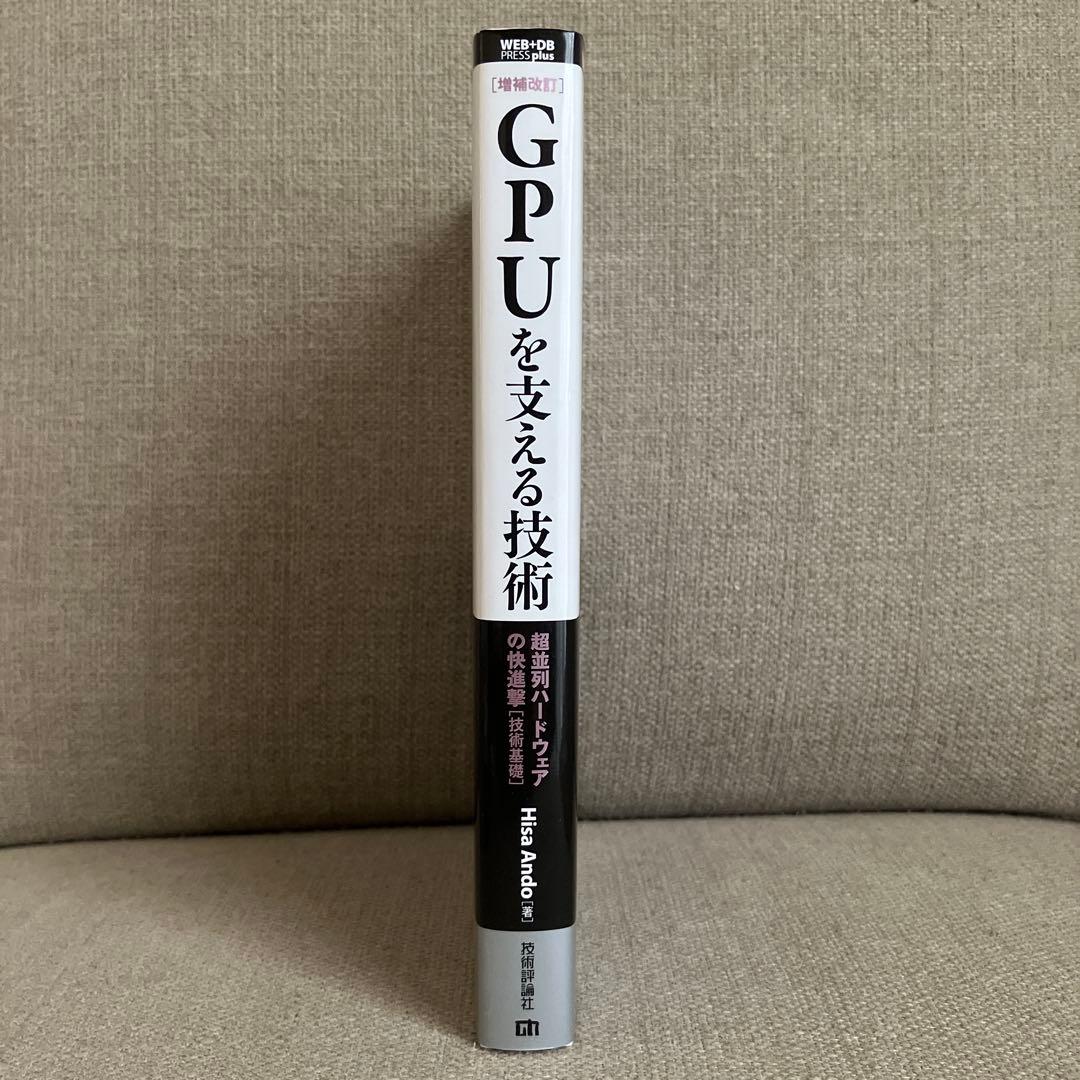 WEB+DB
PRESS plus
[増補改訂]
GPUを支える技術
超並列ハードウェア
の快進撃[技術基礎]
Hisa Ando[著]
技術評論社